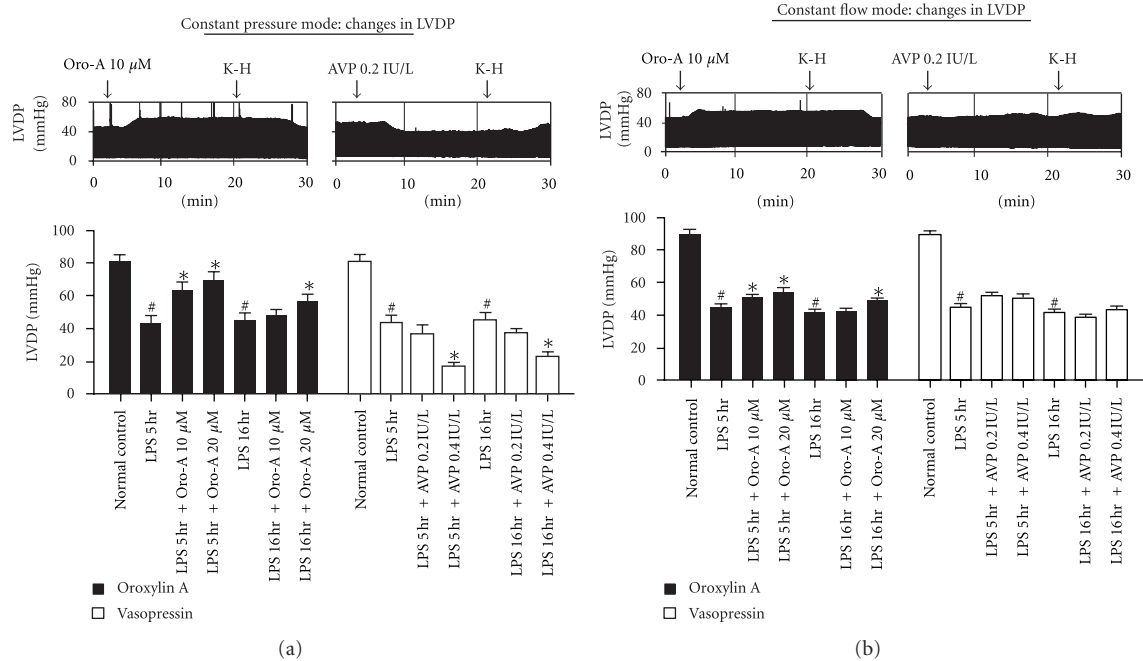 Constant pressure mode: changes in LVDP
Oro-A 10 µM
K-H
AVP 0.2 IU/L
K-H
LVDP
(mmHg)
80
40
0
0
10
20
30
0
10
20
30
(min)
(min)
LVDP (mmHg)
100
80
60
40
20
0
#
*
*
#
*
#
*
#
*
Normal control
LPS 5 hr
LPS 5 hr + Oro-A 10 µM
LPS 5 hr + Oro-A 20 µM
LPS 16 hr
LPS 16 hr + Oro-A 10 µM
LPS 16 hr + Oro-A 20 µM
Normal control
LPS 5 hr
LPS 5 hr + AVP 0.2 IU/L
LPS 5 hr + AVP 0.4 IU/L
LPS 16 hr
LPS 16 hr + AVP 0.2 IU/L
LPS 16 hr + AVP 0.4 IU/L
Oroxylin A
Vasopressin
(a)
Constant flow mode: changes in LVDP
Oro-A 10 µM
K-H
AVP 0.2 IU/L
K-H
LVDP
(mmHg)
80
40
0
0
10
20
30
0
10
20
30
(min)
(min)
LVDP (mmHg)
100
80
60
40
20
0
#
*
*
#
*
#
#
Normal control
LPS 5 hr
LPS 5 hr + Oro-A 10 µM
LPS 5 hr + Oro-A 20 µM
LPS 16 hr
LPS 16 hr + Oro-A 10 µM
LPS 16 hr + Oro-A 20 µM
Normal control
LPS 5 hr
LPS 5 hr + AVP 0.2 IU/L
LPS 5 hr + AVP 0.4 IU/L
LPS 16 hr
LPS 16 hr + AVP 0.2 IU/L
LPS 16 hr + AVP 0.4 IU/L
Oroxylin A
Vasopressin
(b)